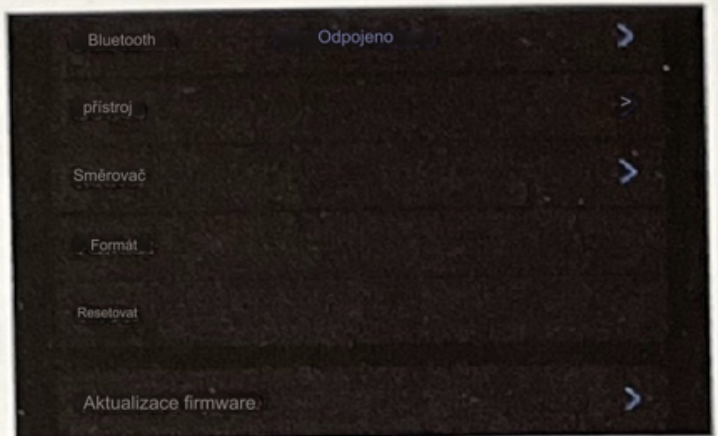 Bluetooth Odpojeno >
přístroj >
Směrovač >
Formát
Resetovat
Aktualizace firmware >